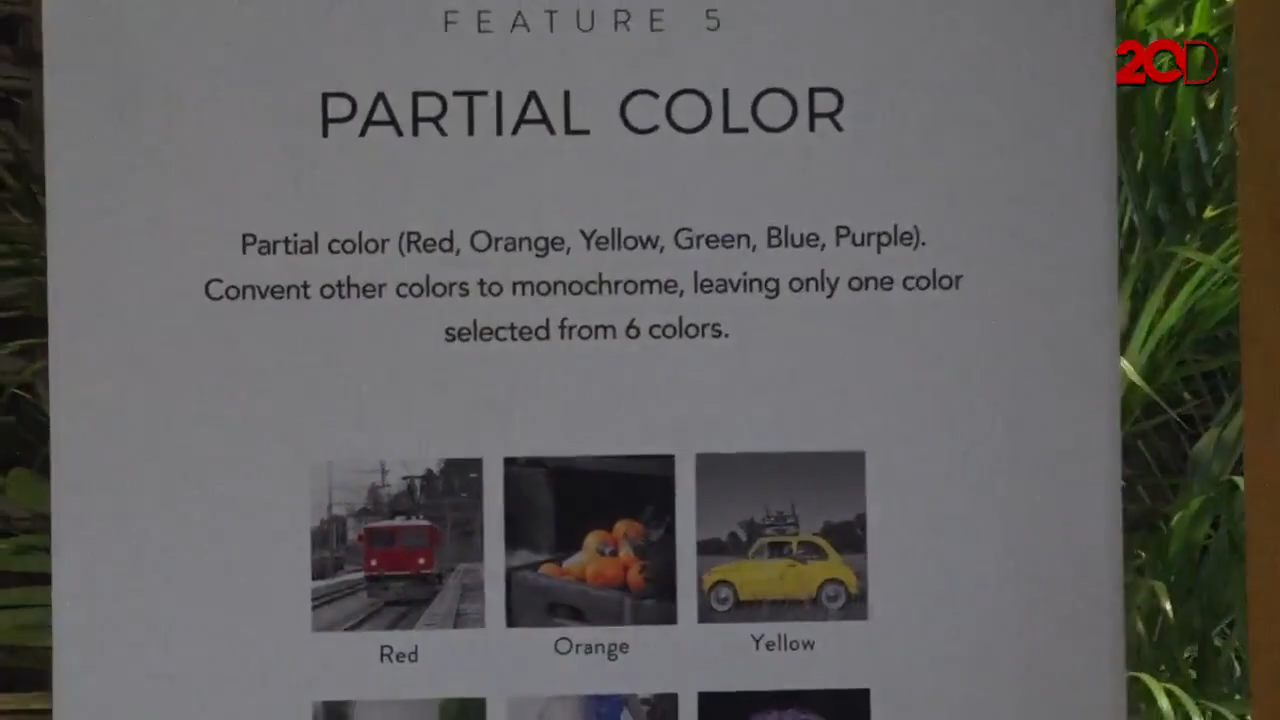 FEATURE 5
20D
PARTIAL COLOR
Partial color (Red, Orange, Yellow, Green, Blue, Purple).
Convent other colors to monochrome, leaving only one color
selected from 6 colors.
Red
Orange
Yellow